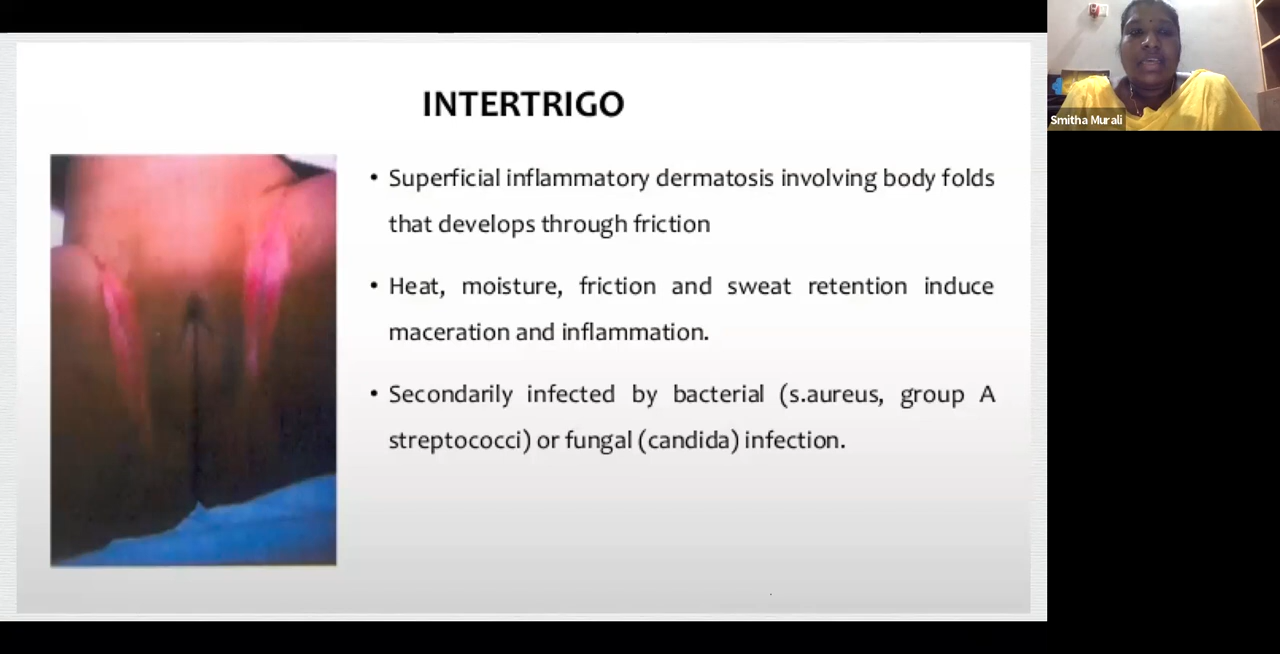 INTERTRIGO
• Superficial inflammatory dermatosis involving body folds
that develops through friction
• Heat, moisture, friction and sweat retention induce
maceration and inflammation.
• Secondarily infected by bacterial (s.aureus, group A
streptococci) or fungal (candida) infection.
Smitha Murali